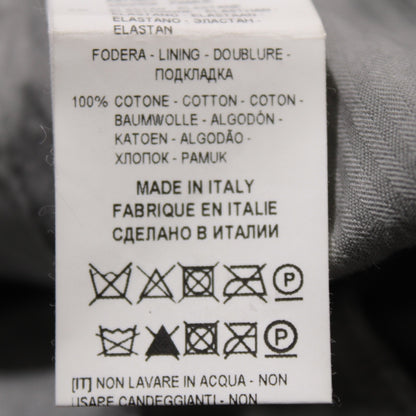 ELASTANO - ЭЛАСТАН -
ELASTAN
FODERA - LINING - DOUBLURE -
ПОДКЛАДКА
100% COTONE - COTTON - COTON -
BAUMWOLLE - ALGODÓN -
KATOEN - ALGODÃO -
ХЛОПОК - PAMUK
MADE IN ITALY
FABRIQUE EN ITALIE
СДЕЛАНО В ИТАЛИИ
P
P
[IT] NON LAVARE IN ACQUA - NON
USARE CANDEGGIANTI - NON